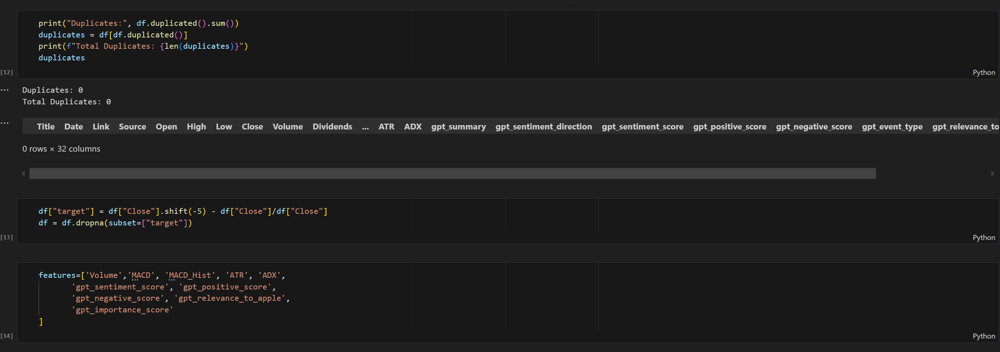 print("Duplicates:", df.duplicated().sum())
duplicates = df[df.duplicated()]
print(f"Total Duplicates: {len(duplicates)}")
duplicates
[12]
Python
...
Duplicates: 0
Total Duplicates: 0
...
Title Date Link Source Open High Low Close Volume Dividends ... ATR ADX gpt_summary gpt_sentiment_direction gpt_sentiment_score gpt_positive_score gpt_negative_score gpt_event_type gpt_relevance_to
0 rows × 32 columns
df["target"] = df["Close"].shift(-5) - df["Close"]/df["Close"]
df = df.dropna(subset=["target"])
[13]
Python
features=['Volume','MACD', 'MACD_Hist', 'ATR', 'ADX',
'gpt_sentiment_score', 'gpt_positive_score',
'gpt_negative_score', 'gpt_relevance_to_apple',
'gpt_importance_score'
]
[14]
Python